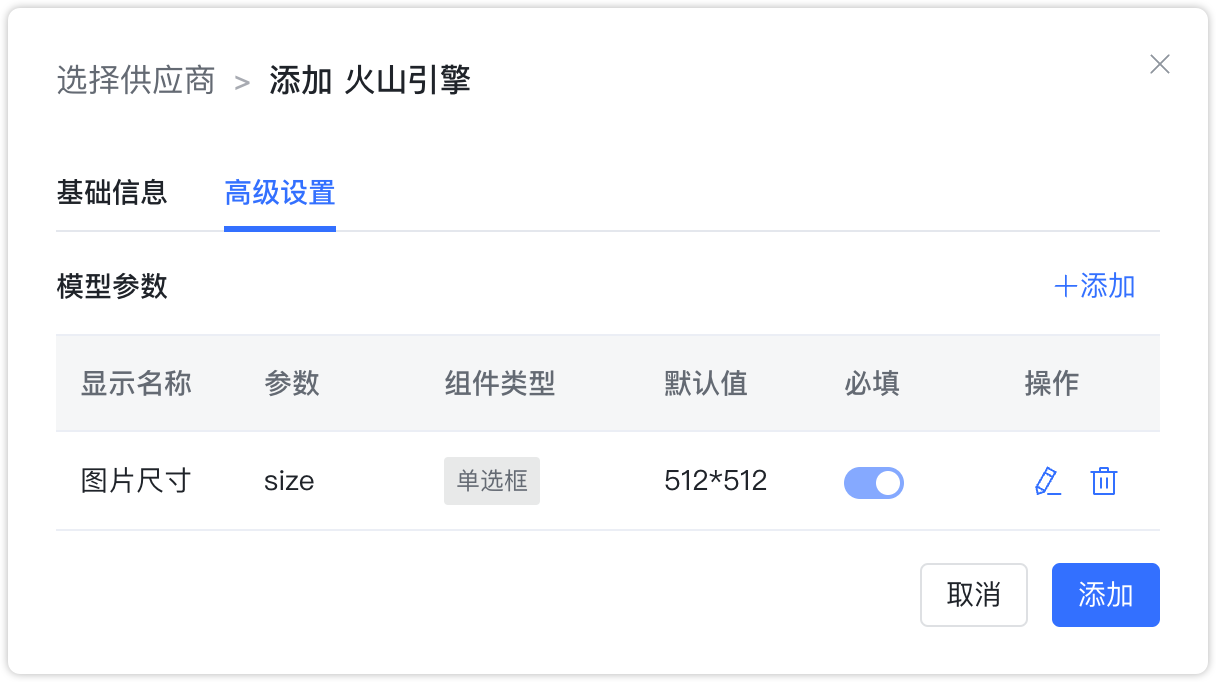 选择供应商 > 添加 火山引擎
基础信息 高级设置
模型参数 +添加
显示名称 参数 组件类型 默认值 必填 操作
图片尺寸 size 单选框 512*512
取消 添加